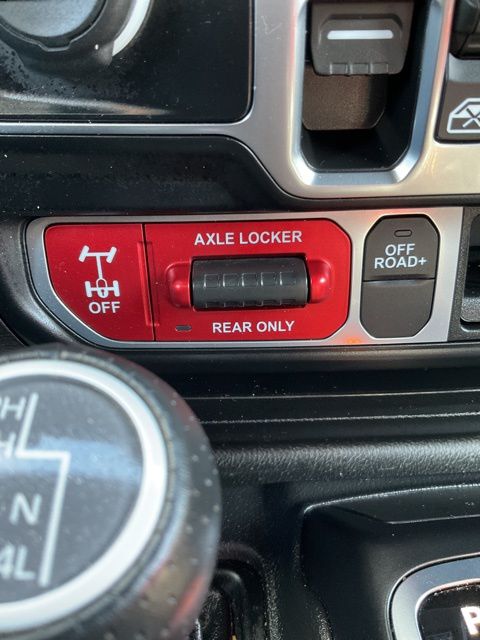 AXLE LOCKER
OFF
REAR ONLY
OFF
ROAD+
H
H
N
4L
P